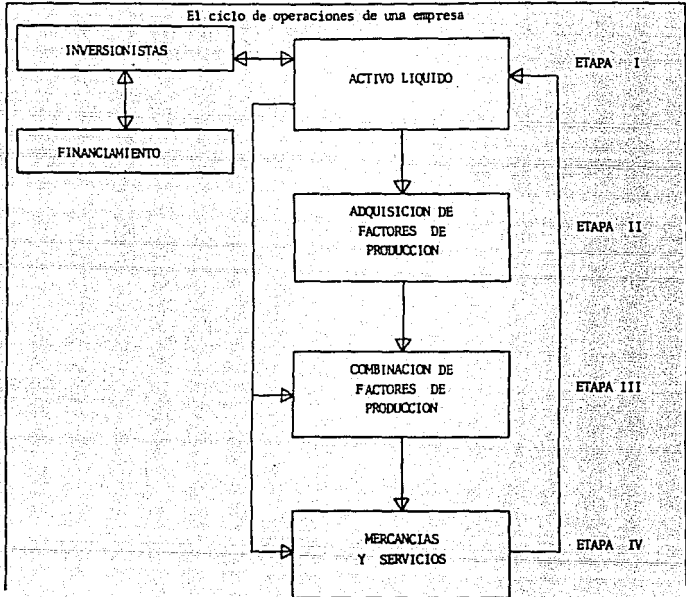 El ciclo de operaciones de una empresa
INVERSIONISTAS
FINANCIAMIENTO
ACTIVO LIQUIDO
ETAPA I
ADQUISICION DE
FACTORES DE
PRODUCCION
ETAPA II
COMBINACION DE
FACTORES DE
PRODUCCION
ETAPA III
MERCANCIAS
Y SERVICIOS
ETAPA IV